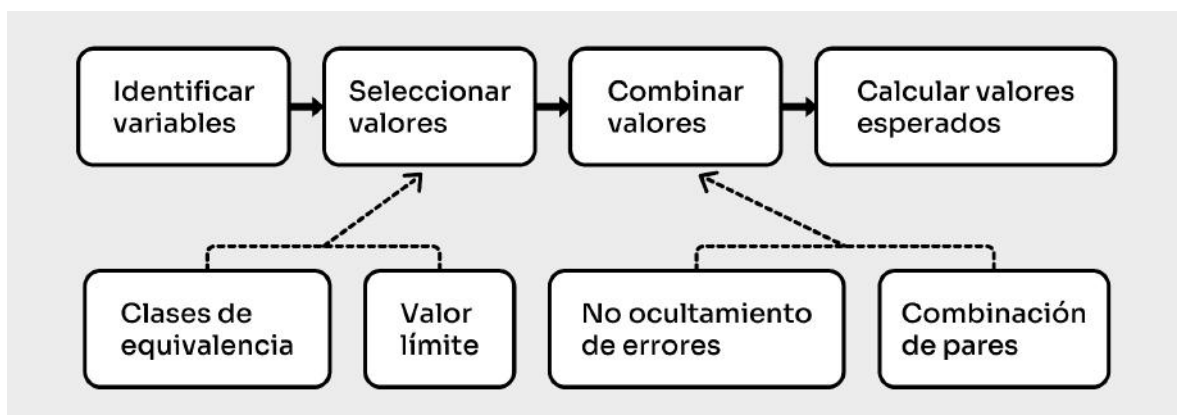 Identificar
variables
Seleccionar
valores
Combinar
valores
Calcular valores
esperados
Clases de
equivalencia
Valor
límite
No ocultamiento
de errores
Combinación
de pares